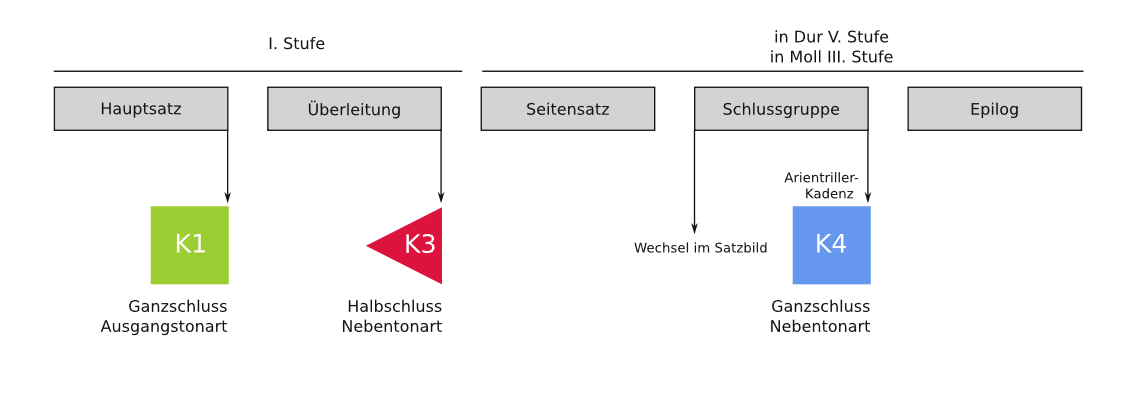 I. Stufe
in Dur V. Stufe
in Moll III. Stufe
Hauptsatz
Überleitung
Seitensatz
Schlussgruppe
Epilog
Arientriller-
Kadenz
K1
K3
Wechsel im Satzbild
K4
Ganzschluss
Ausgangstonart
Halbschluss
Nebentonart
Ganzschluss
Nebentonart